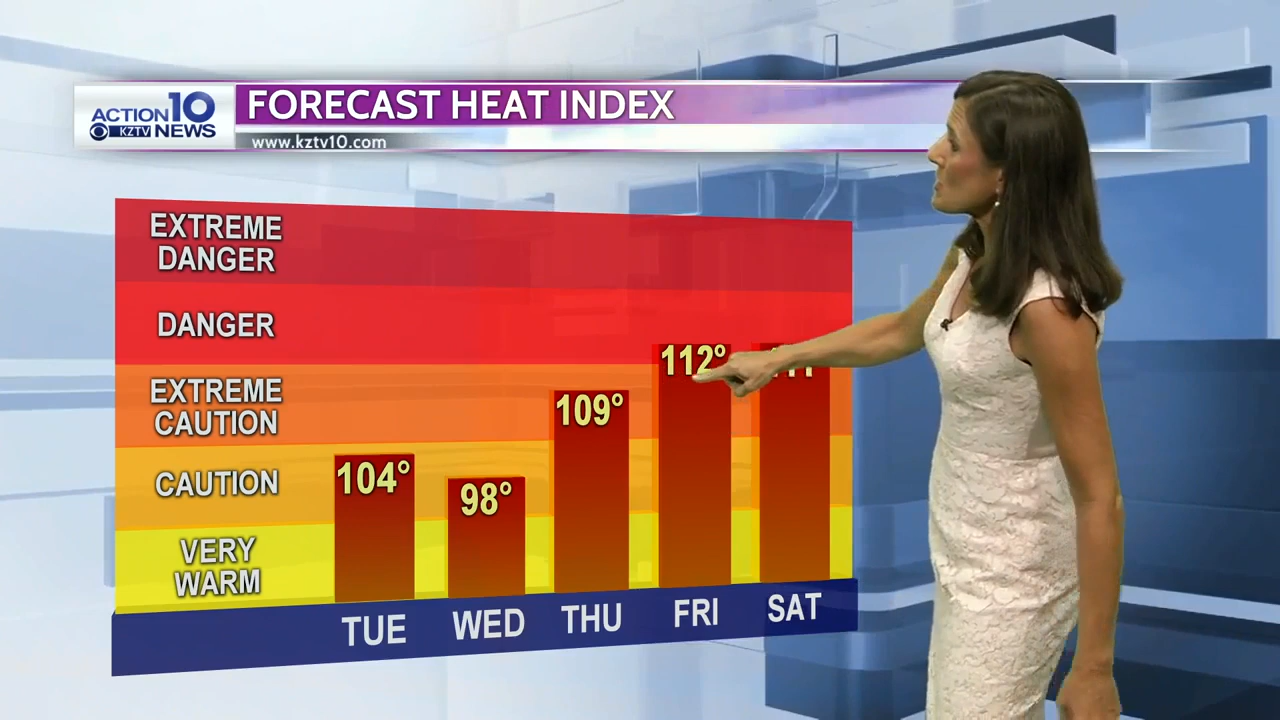 ACTION 10
KZTV NEWS
FORECAST HEAT INDEX
www.kztv10.com
EXTREME
DANGER
DANGER
EXTREME
CAUTION
CAUTION
VERY
WARM
104°
98°
109°
112°
TUE
WED
THU
FRI
SAT